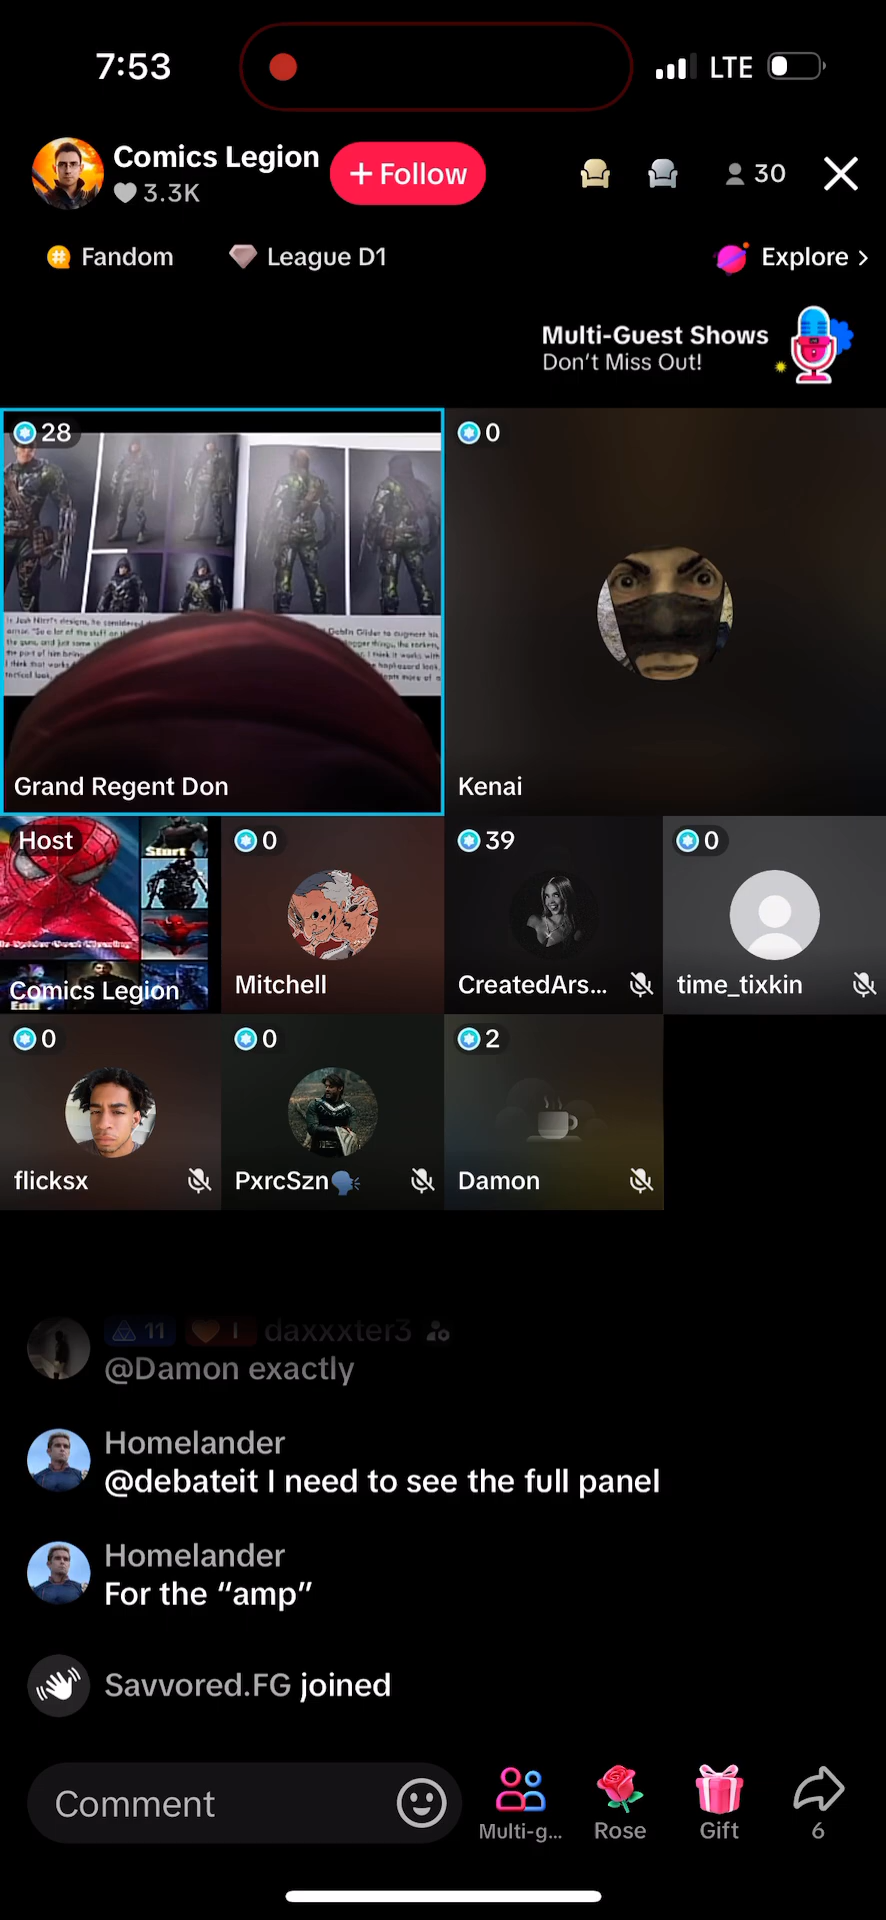 7:53
LTE
Comics Legion
3.3K
+ Follow
30
Fandom
League D1
Explore >
Multi-Guest Shows
Don't Miss Out!
28
0
Grand Regent Don
Kenai
Host
0
39
0
Start
Comics Legion
End
Mitchell
CreatedArs...
time_tixkin
0
0
2
flicksx
PxrcSzn
Damon
11
I
daxxxter3
@Damon exactly
Homelander
@debateit I need to see the full panel
Homelander
For the “amp”
Savvored.FG joined
Comment
Multi-g...
Rose
Gift
6